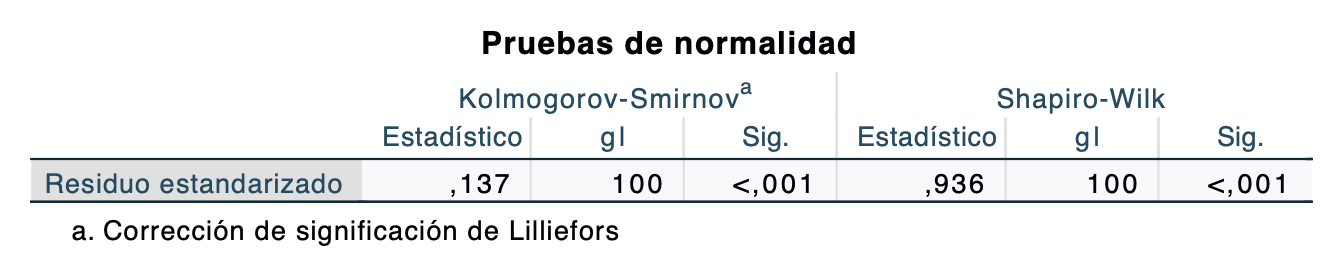 Pruebas de normalidad
Kolmogorov-Smirnovᵃ Shapiro-Wilk
Estadístico gl Sig. Estadístico gl Sig.
Residuo estandarizado ,137 100 <,001 ,936 100 <,001
a. Corrección de significación de Lilliefors